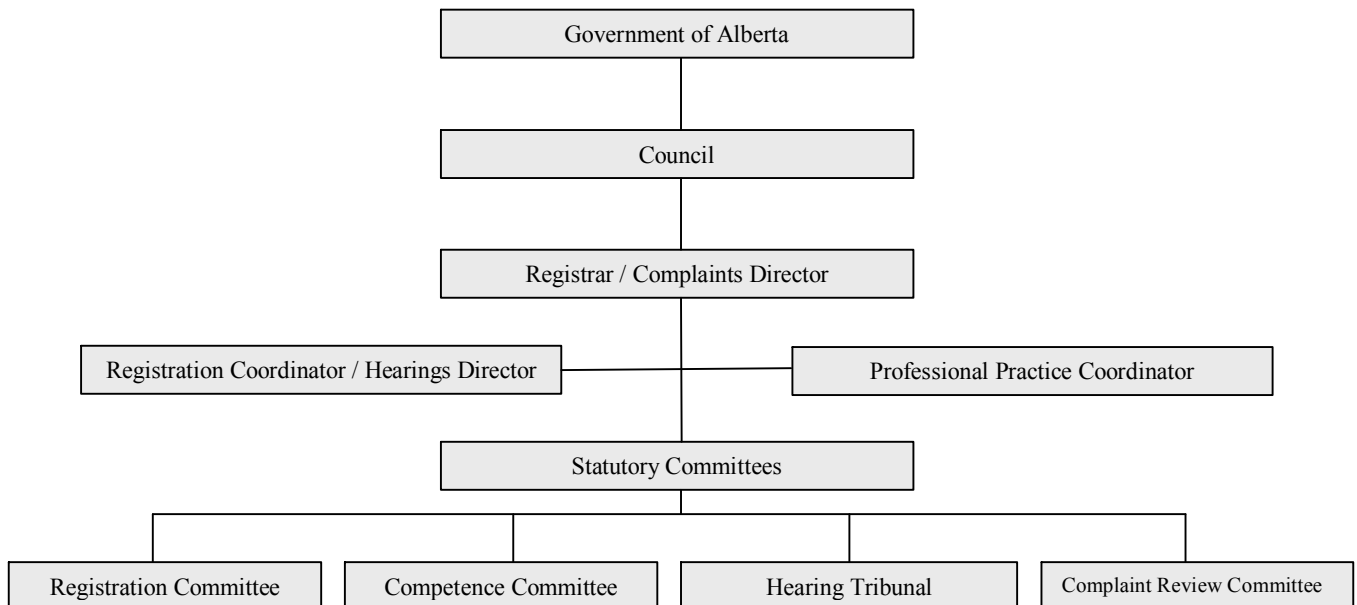 Government of Alberta
Council
Registrar / Complaints Director
Registration Coordinator / Hearings Director
Professional Practice Coordinator
Statutory Committees
Registration Committee
Competence Committee
Hearing Tribunal
Complaint Review Committee